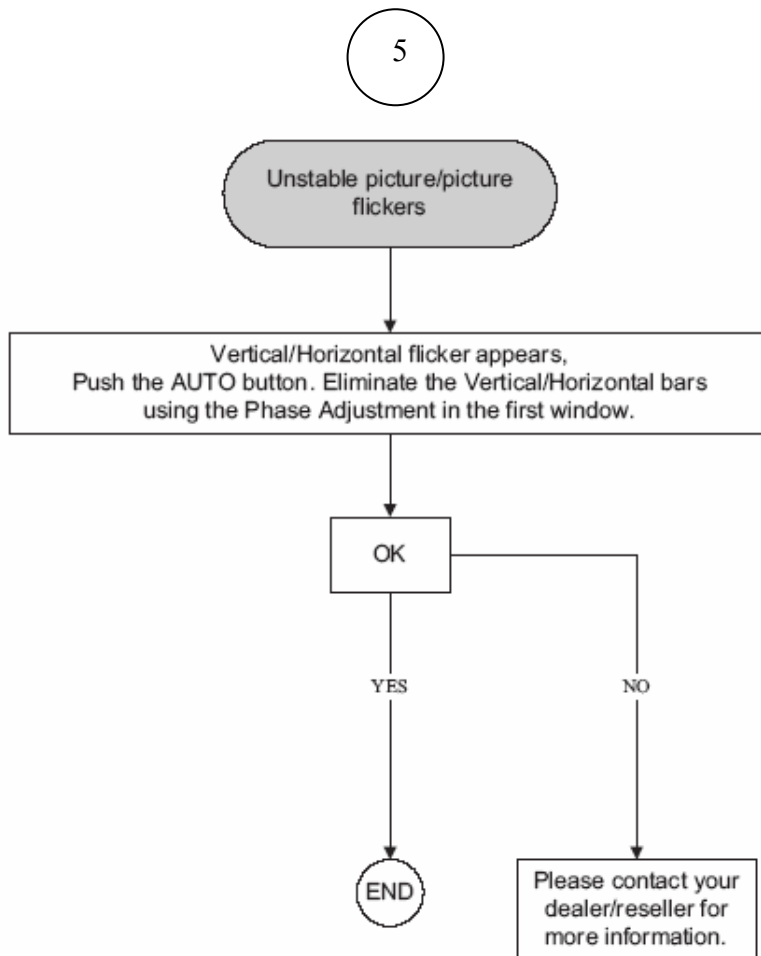 5
Unstable picture/picture
flickers
Vertical/Horizontal flicker appears,
Push the AUTO button. Eliminate the Vertical/Horizontal bars
using the Phase Adjustment in the first window.
OK
YES
NO
END
Please contact your
dealer/reseller for
more information.